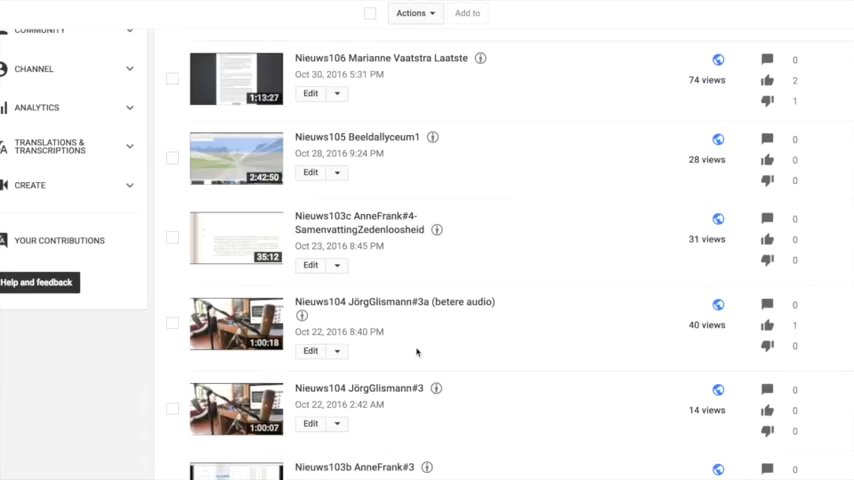 Actions
Add to
COMMUNITY
CHANNEL
ANALYTICS
TRANSLATIONS &
TRANSCRIPTIONS
CREATE
YOUR CONTRIBUTIONS
Help and feedback
1:13:27
Nieuws106 Marianne Vaatstra Laatste
Oct 30, 2016 5:31 PM
Edit
74 views
0
2
1
2:42:50
Nieuws105 Beeldallyceum1
Oct 28, 2016 9:24 PM
Edit
28 views
0
0
0
35:12
Nieuws103c AnneFrank#4-
SamenvattingZedenloosheid
Oct 23, 2016 8:45 PM
Edit
31 views
0
0
0
1:00:18
Nieuws104 JörgGlismann#3a (betere audio)
Oct 22, 2016 8:40 PM
Edit
40 views
0
1
0
1:00:07
Nieuws104 JörgGlismann#3
Oct 22, 2016 2:42 AM
Edit
14 views
0
0
0
Nieuws103b AnneFrank#3
0